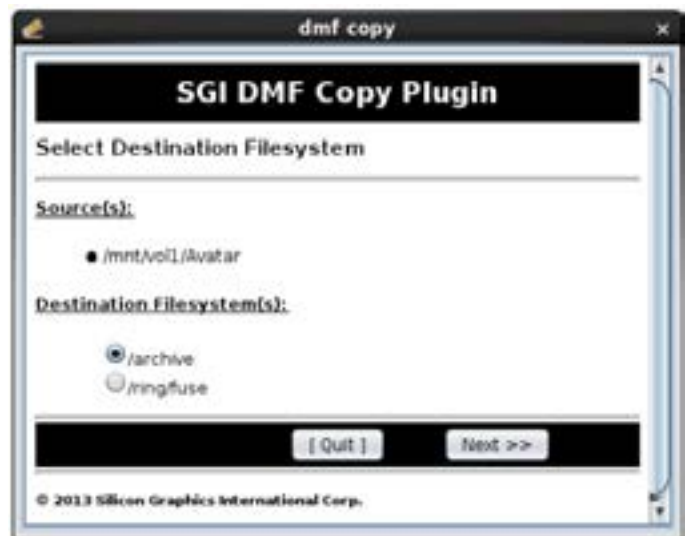 dmf copy
SGI DMF Copy Plugin
Select Destination Filesystem
Source(s):
/mnt/vol1/Avatar
Destination Filesystem(s):
/archive
/ring/fuse
[ Quit ] Next >>
© 2013 Silicon Graphics International Corp.